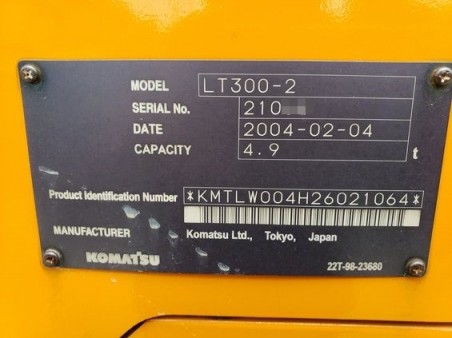 MODEL LT300-2
SERIAL No. 210
DATE 2004-02-04
CAPACITY 4.9 t
Product Identification Number *KMTLW004H26021064*
MANUFACTURER Komatsu Ltd., Tokyo, Japan
KOMATSU 22T-98-23680